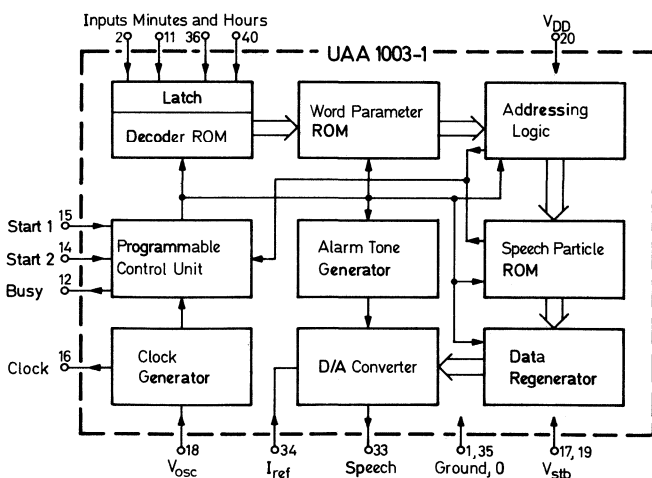 Inputs Minutes and Hours
2 11 36 40
V_DD
20
UAA 1003-1
Latch
Decoder ROM
Word Parameter
ROM
Addressing
Logic
Start 1 15
Start 2 14
Busy 12
Programmable
Control Unit
Alarm Tone
Generator
Speech Particle
ROM
Clock 16
Clock
Generator
D/A Converter
Data
Regenerator
18
V_osc
34
I_ref
33
Speech
1,35
Ground, 0
17, 19
V_stb